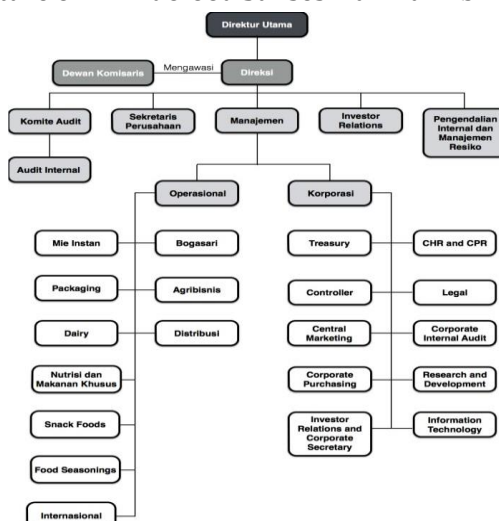 Direktur Utama
Dewan Komisaris
Mengawasi
Direksi
Komite Audit
Sekretaris
Perusahaan
Manajemen
Investor
Relations
Pengendalian
Internal dan
Manajemen
Resiko
Audit Internal
Operasional
Korporasi
Mie Instan
Bogasari
Treasury
CHR and CPR
Packaging
Agribisnis
Controller
Legal
Dairy
Distribusi
Central
Marketing
Corporate
Internal Audit
Nutrisi dan
Makanan Khusus
Corporate
Purchasing
Research and
Development
Snack Foods
Investor
Relations and
Corporate
Secretary
Information
Technology
Food Seasonings
Internasional